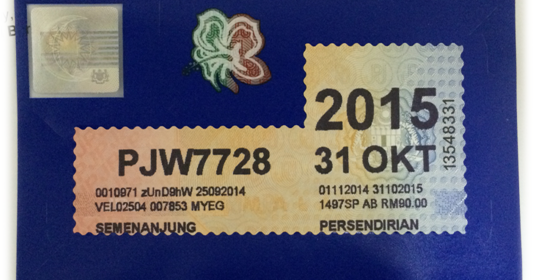 2015
PJW7728
31 OKT
13548331
0010971 zUnD9hW 25092014
VEL02504 007853 MYEG
01112014 31102015
1497SP AB RM90.00
SEMENANJUNG
PERSENDIRIAN